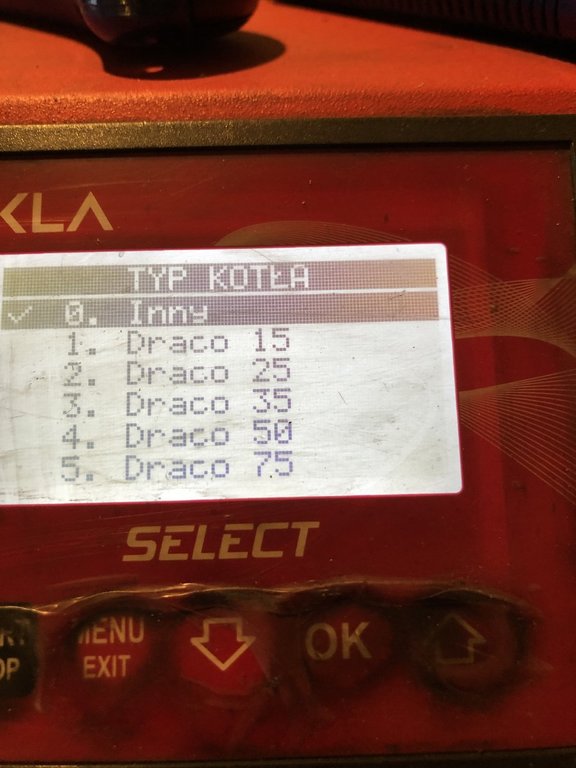 KLA
TYP KOTŁA
✓ 0. Inny
1. Draco 15
2. Draco 25
3. Draco 35
4. Draco 50
5. Draco 75
SELECT
MENU OK
EXIT